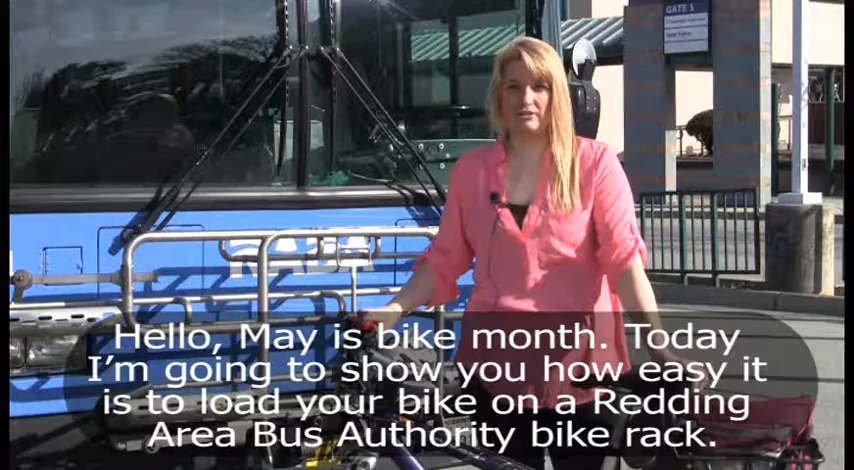 GATE 1
RABA
Hello, May is bike month. Today
I'm going to show you how easy it
is to load your bike on a Redding
Area Bus Authority bike rack.